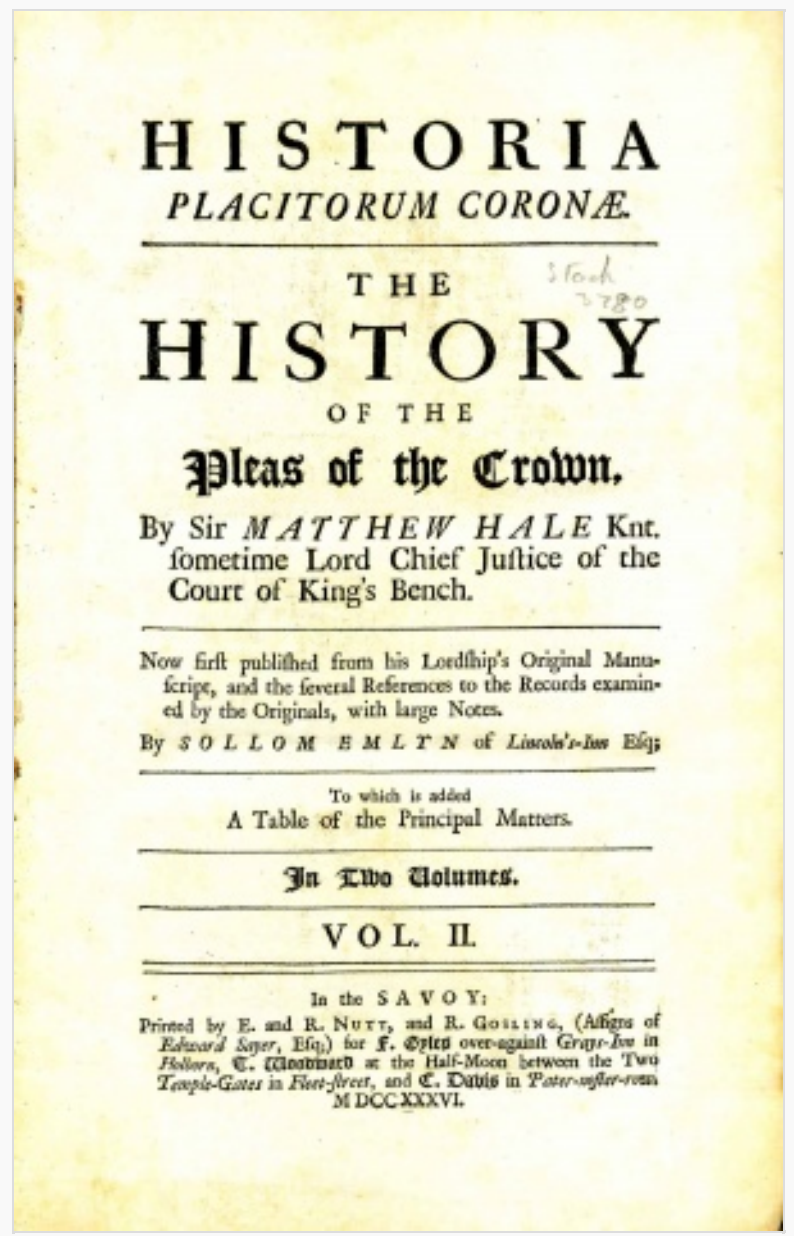 HISTORIA
PLACITORUM CORONÆ.
THE
HISTORY
OF THE
Pleas of the Crown.
By Sir MATTHEW HALE Knt.
ſometime Lord Chief Juſtice of the
Court of King's Bench.
Now firſt publiſhed from his Lordſhip's Original Manu-
ſcript, and the ſeveral References to the Records examin-
ed by the Originals, with large Notes.
By SOLLOM EMLYN of Lincoln's-Inn Eſq;
To which is added
A Table of the Principal Matters.
In Two Volumes.
VOL. II.
In the SAVOY:
Printed by E. and R. NUTT, and R. GOSLING, (Aſſigns of
Edward Sayer, Eſq;) for F. Gyles over-againſt Grays-Inn in
Holborn, T. Woodward at the Half-Moon between the Two
Temple-Gates in Fleet-ſtreet, and C. Davis in Pater-noſter-row.
M DCC XXXVI.